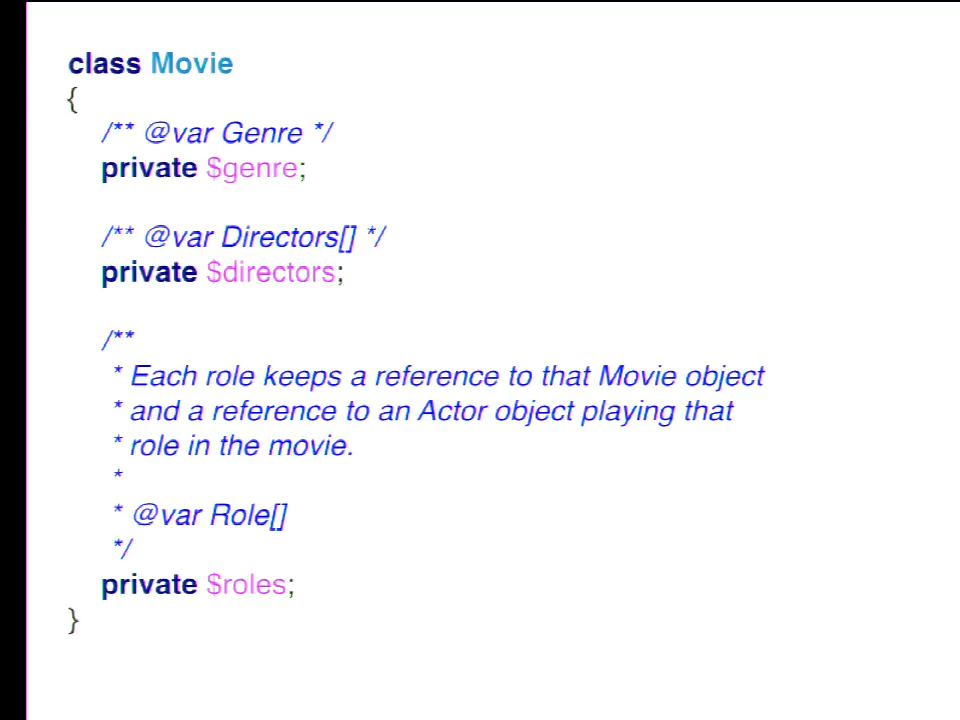 class Movie
{
/** @var Genre */
private $genre;
/** @var Directors[] */
private $directors;
/**
* Each role keeps a reference to that Movie object
* and a reference to an Actor object playing that
* role in the movie.
*
* @var Role[]
*/
private $roles;
}